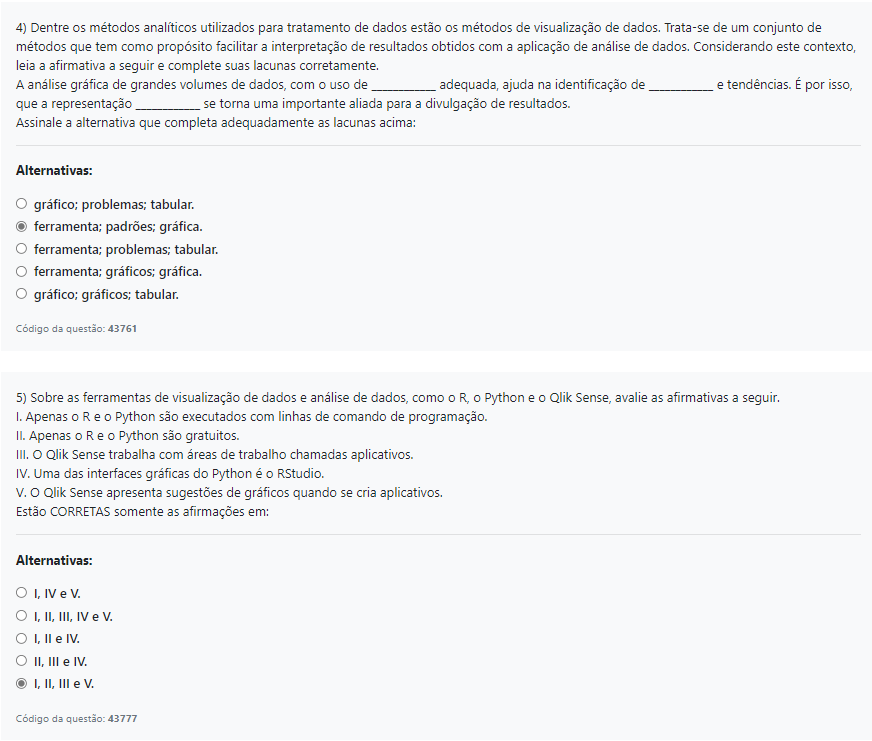 4) Dentre os métodos analíticos utilizados para tratamento de dados estão os métodos de visualização de dados. Trata-se de um conjunto de
métodos que tem como propósito facilitar a interpretação de resultados obtidos com a aplicação de análise de dados. Considerando este contexto,
leia a afirmativa a seguir e complete suas lacunas corretamente.
A análise gráfica de grandes volumes de dados, com o uso de __________ adequada, ajuda na identificação de __________ e tendências. É por isso,
que a representação __________ se torna uma importante aliada para a divulgação de resultados.
Assinale a alternativa que completa adequadamente as lacunas acima:
Alternativas:
gráfico; problemas; tabular.
ferramenta; padrões; gráfica.
ferramenta; problemas; tabular.
ferramenta; gráficos; gráfica.
gráfico; gráficos; tabular.
Código da questão: 43761
5) Sobre as ferramentas de visualização de dados e análise de dados, como o R, o Python e o Qlik Sense, avalie as afirmativas a seguir.
I. Apenas o R e o Python são executados com linhas de comando de programação.
II. Apenas o R e o Python são gratuitos.
III. O Qlik Sense trabalha com áreas de trabalho chamadas aplicativos.
IV. Uma das interfaces gráficas do Python é o RStudio.
V. O Qlik Sense apresenta sugestões de gráficos quando se cria aplicativos.
Estão CORRETAS somente as afirmações em:
Alternativas:
I, IV e V.
I, II, III, IV e V.
I, II e IV.
II, III e IV.
I, II, III e V.
Código da questão: 43777